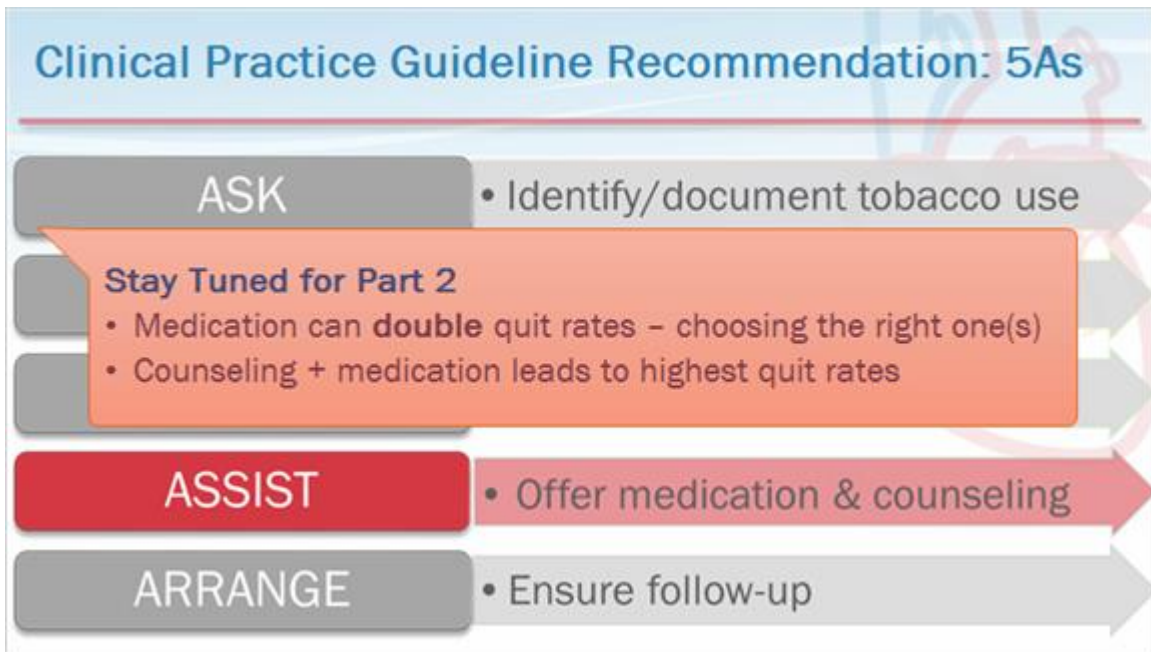 Clinical Practice Guideline Recommendation: 5As
ASK
• Identify/document tobacco use
Stay Tuned for Part 2
• Medication can double quit rates – choosing the right one(s)
• Counseling + medication leads to highest quit rates
ASSIST
• Offer medication & counseling
ARRANGE
• Ensure follow-up